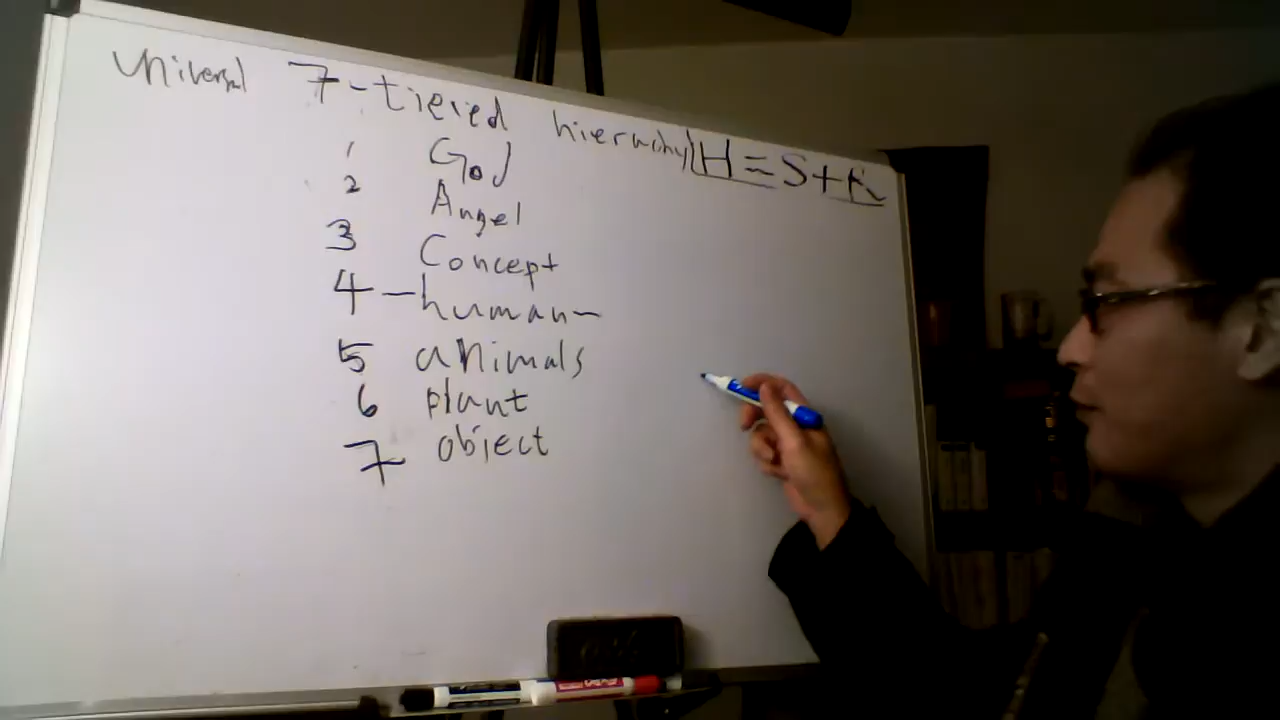 Universal 7-tiered hierarchy H=S+R
1 God
2 Angel
3 Concept
4 - human -
5 animals
6 plant
7 object